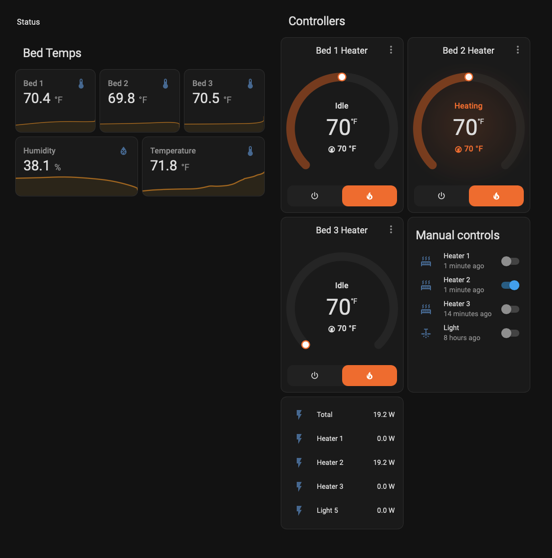 Status
Bed Temps
Bed 1
70.4 °F
Bed 2
69.8 °F
Bed 3
70.5 °F
Humidity
38.1 %
Temperature
71.8 °F
Controllers
Bed 1 Heater
Idle
70°F
70 °F
Bed 2 Heater
Heating
70°F
70 °F
Bed 3 Heater
Idle
70°F
70 °F
Manual controls
Heater 1
1 minute ago
Heater 2
1 minute ago
Heater 3
14 minutes ago
Light
8 hours ago
Total 19.2 W
Heater 1 0.0 W
Heater 2 19.2 W
Heater 3 0.0 W
Light 5 0.0 W